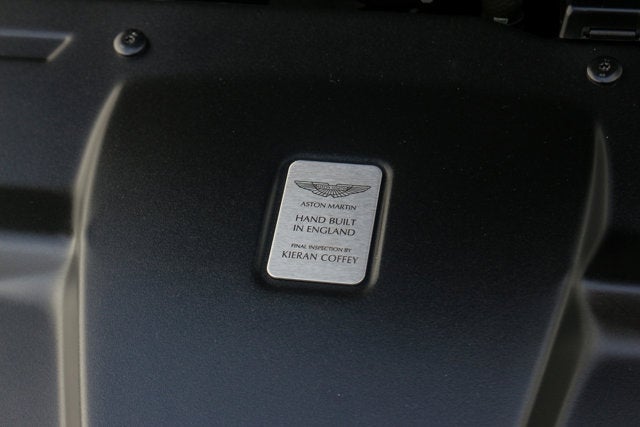 ASTON MARTIN
HAND BUILT
IN ENGLAND
FINAL INSPECTION BY
KIERAN COFFEY